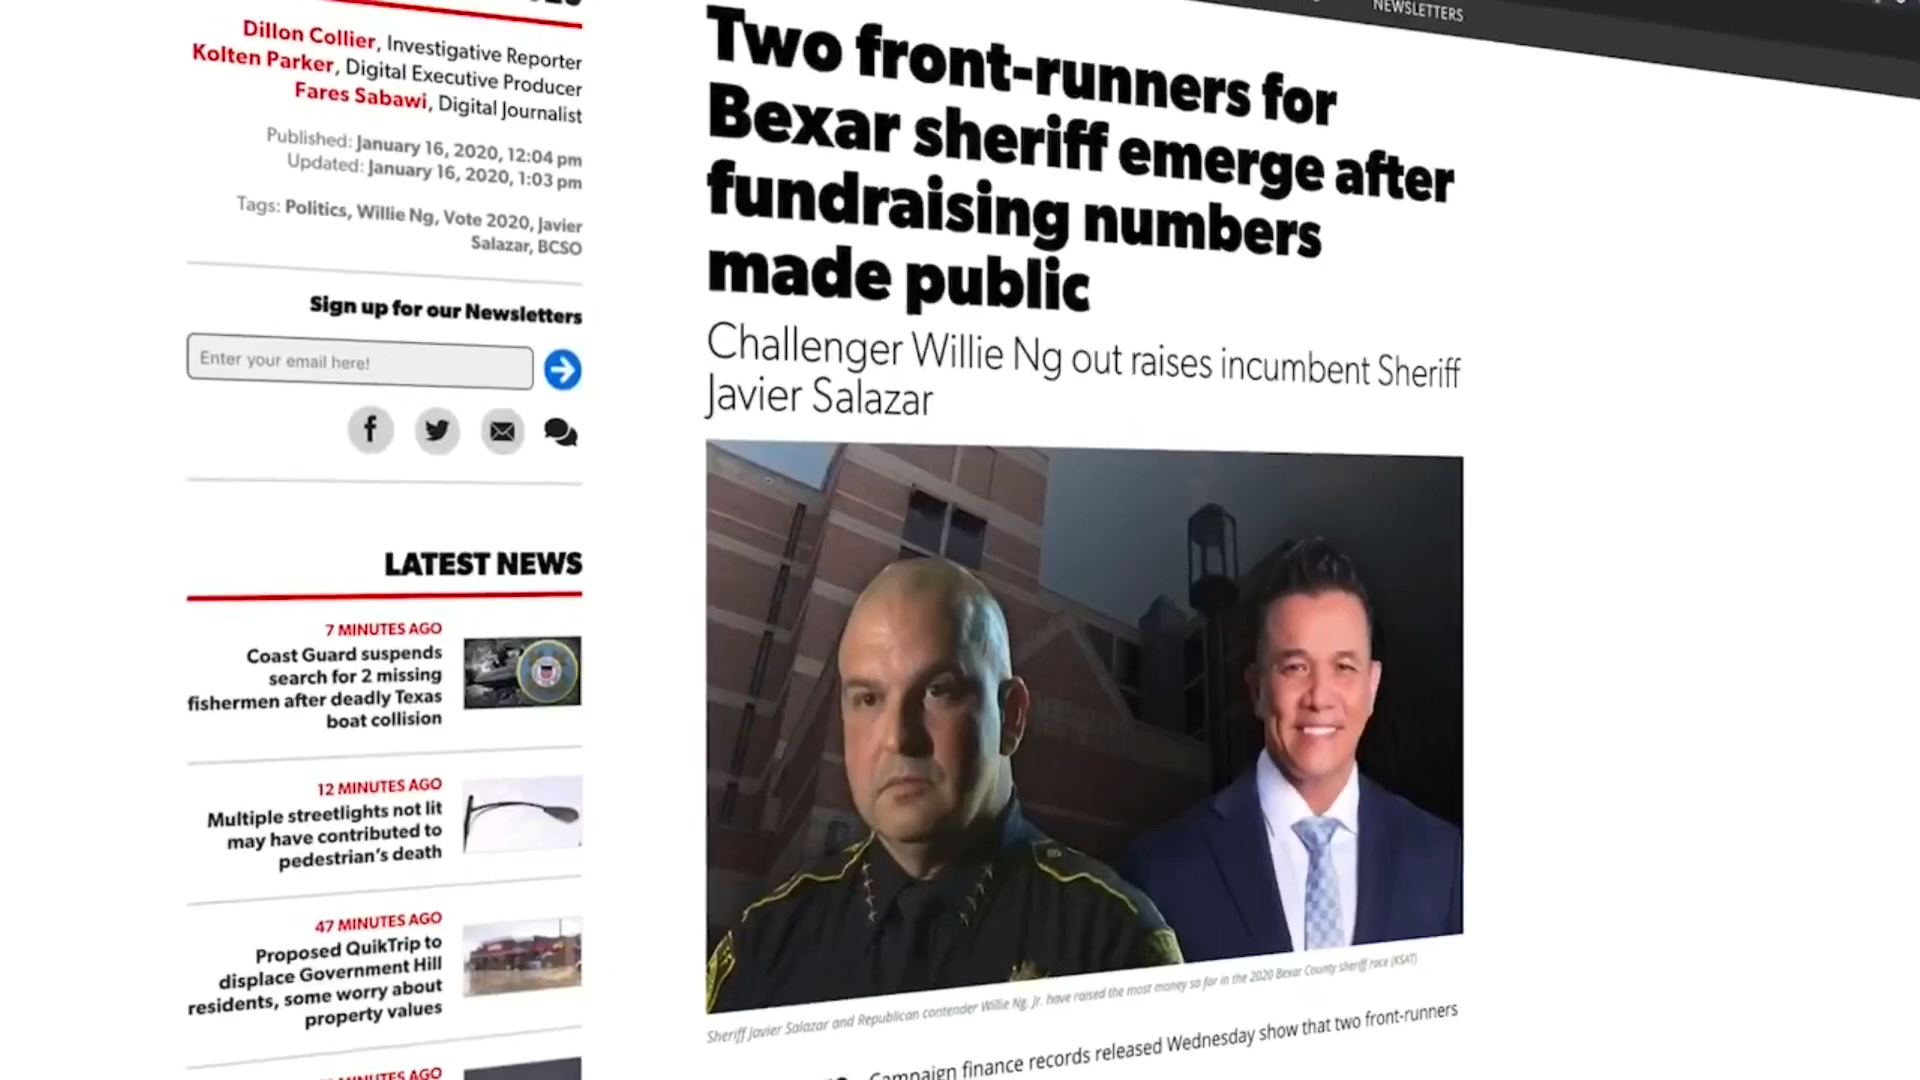 Dillon Collier, Investigative Reporter
Kolten Parker, Digital Executive Producer
Fares Sabawi, Digital Journalist
Published: January 16, 2020, 12:04 pm
Updated: January 16, 2020, 1:03 pm
Tags: Politics, Willie Ng, Vote 2020, Javier
Salazar, BCSO
Sign up for our Newsletters
Enter your email here!
LATEST NEWS
7 MINUTES AGO
Coast Guard suspends
search for 2 missing
fishermen after deadly Texas
boat collision
12 MINUTES AGO
Multiple streetlights not lit
may have contributed to
pedestrian's death
47 MINUTES AGO
Proposed QuikTrip to
displace Government Hill
residents, some worry about
property values
MINUTES AGO
NEWSLETTERS
Two front-runners for
Bexar sheriff emerge after
fundraising numbers
made public
Challenger Willie Ng out raises incumbent Sheriff
Javier Salazar
Sheriff Javier Salazar and Republican contender Willie Ng, Jr. have raised the most money so far in the 2020 Bexar County sheriff race (KSAT)
Campaign finance records released Wednesday show that two front-runners